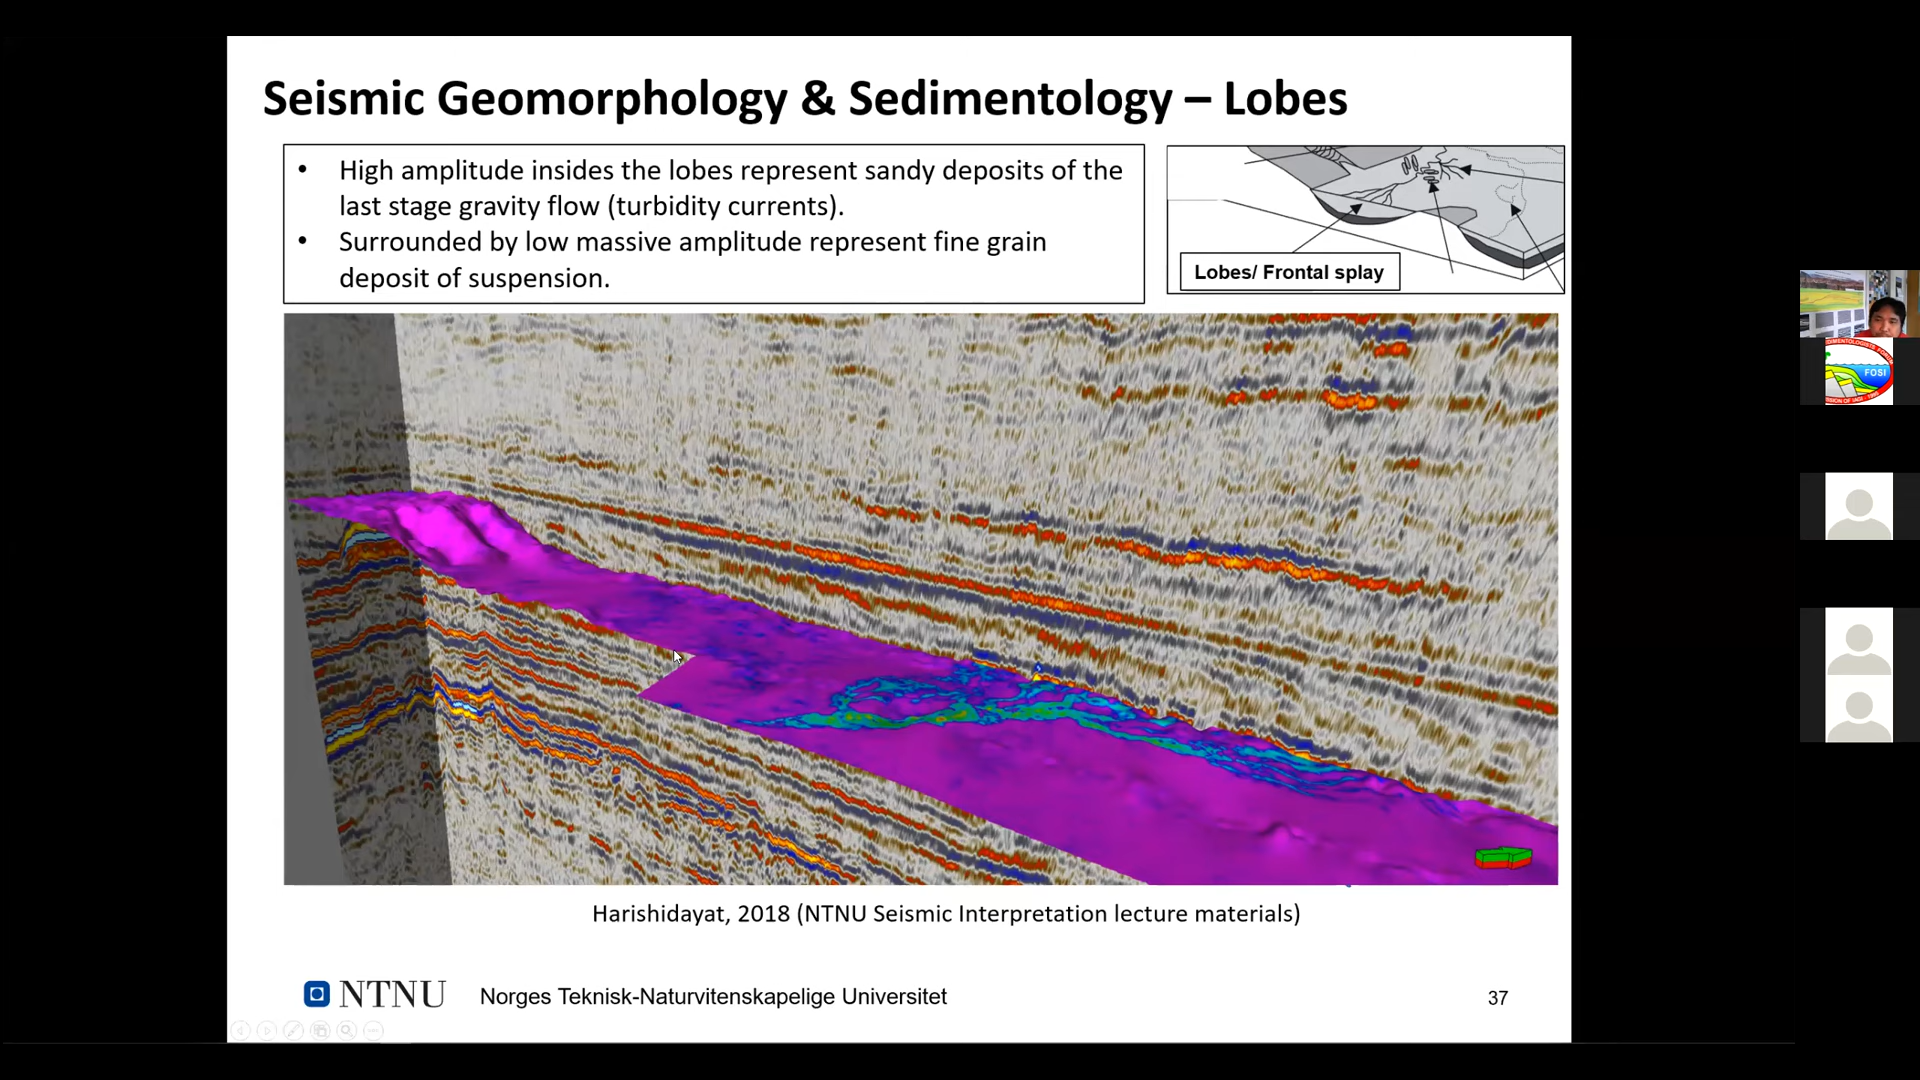 Seismic Geomorphology & Sedimentology – Lobes
• High amplitude insides the lobes represent sandy deposits of the
last stage gravity flow (turbidity currents).
• Surrounded by low massive amplitude represent fine grain
deposit of suspension.
Lobes/ Frontal splay
Harishidayat, 2018 (NTNU Seismic Interpretation lecture materials)
NTNU
Norges Teknisk-Naturvitenskapelige Universitet
37
FOSI